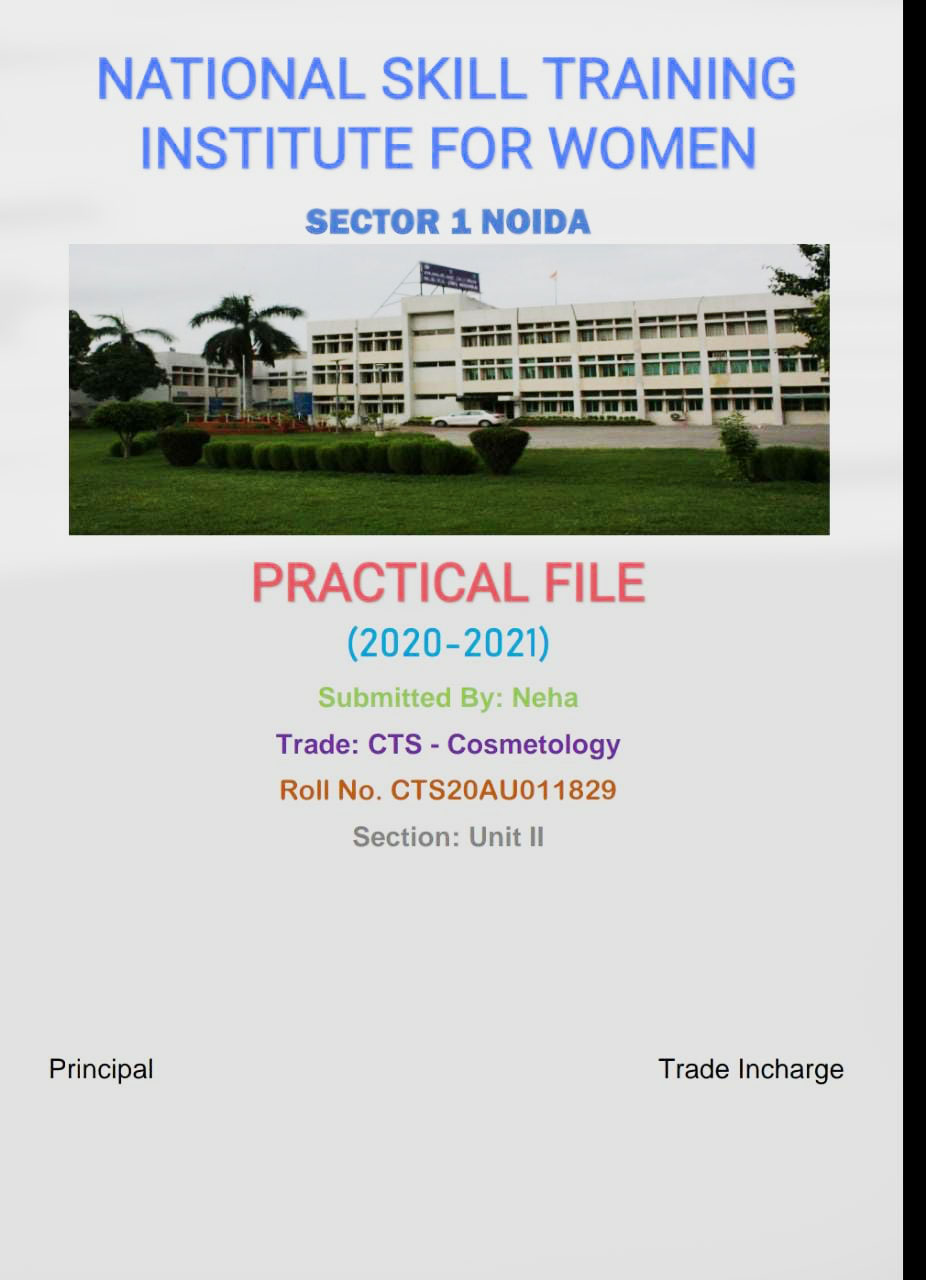 NATIONAL SKILL TRAINING
INSTITUTE FOR WOMEN
SECTOR 1 NOIDA
PRACTICAL FILE
(2020-2021)
Submitted By: Neha
Trade: CTS - Cosmetology
Roll No. CTS20AU011829
Section: Unit II
Principal
Trade Incharge